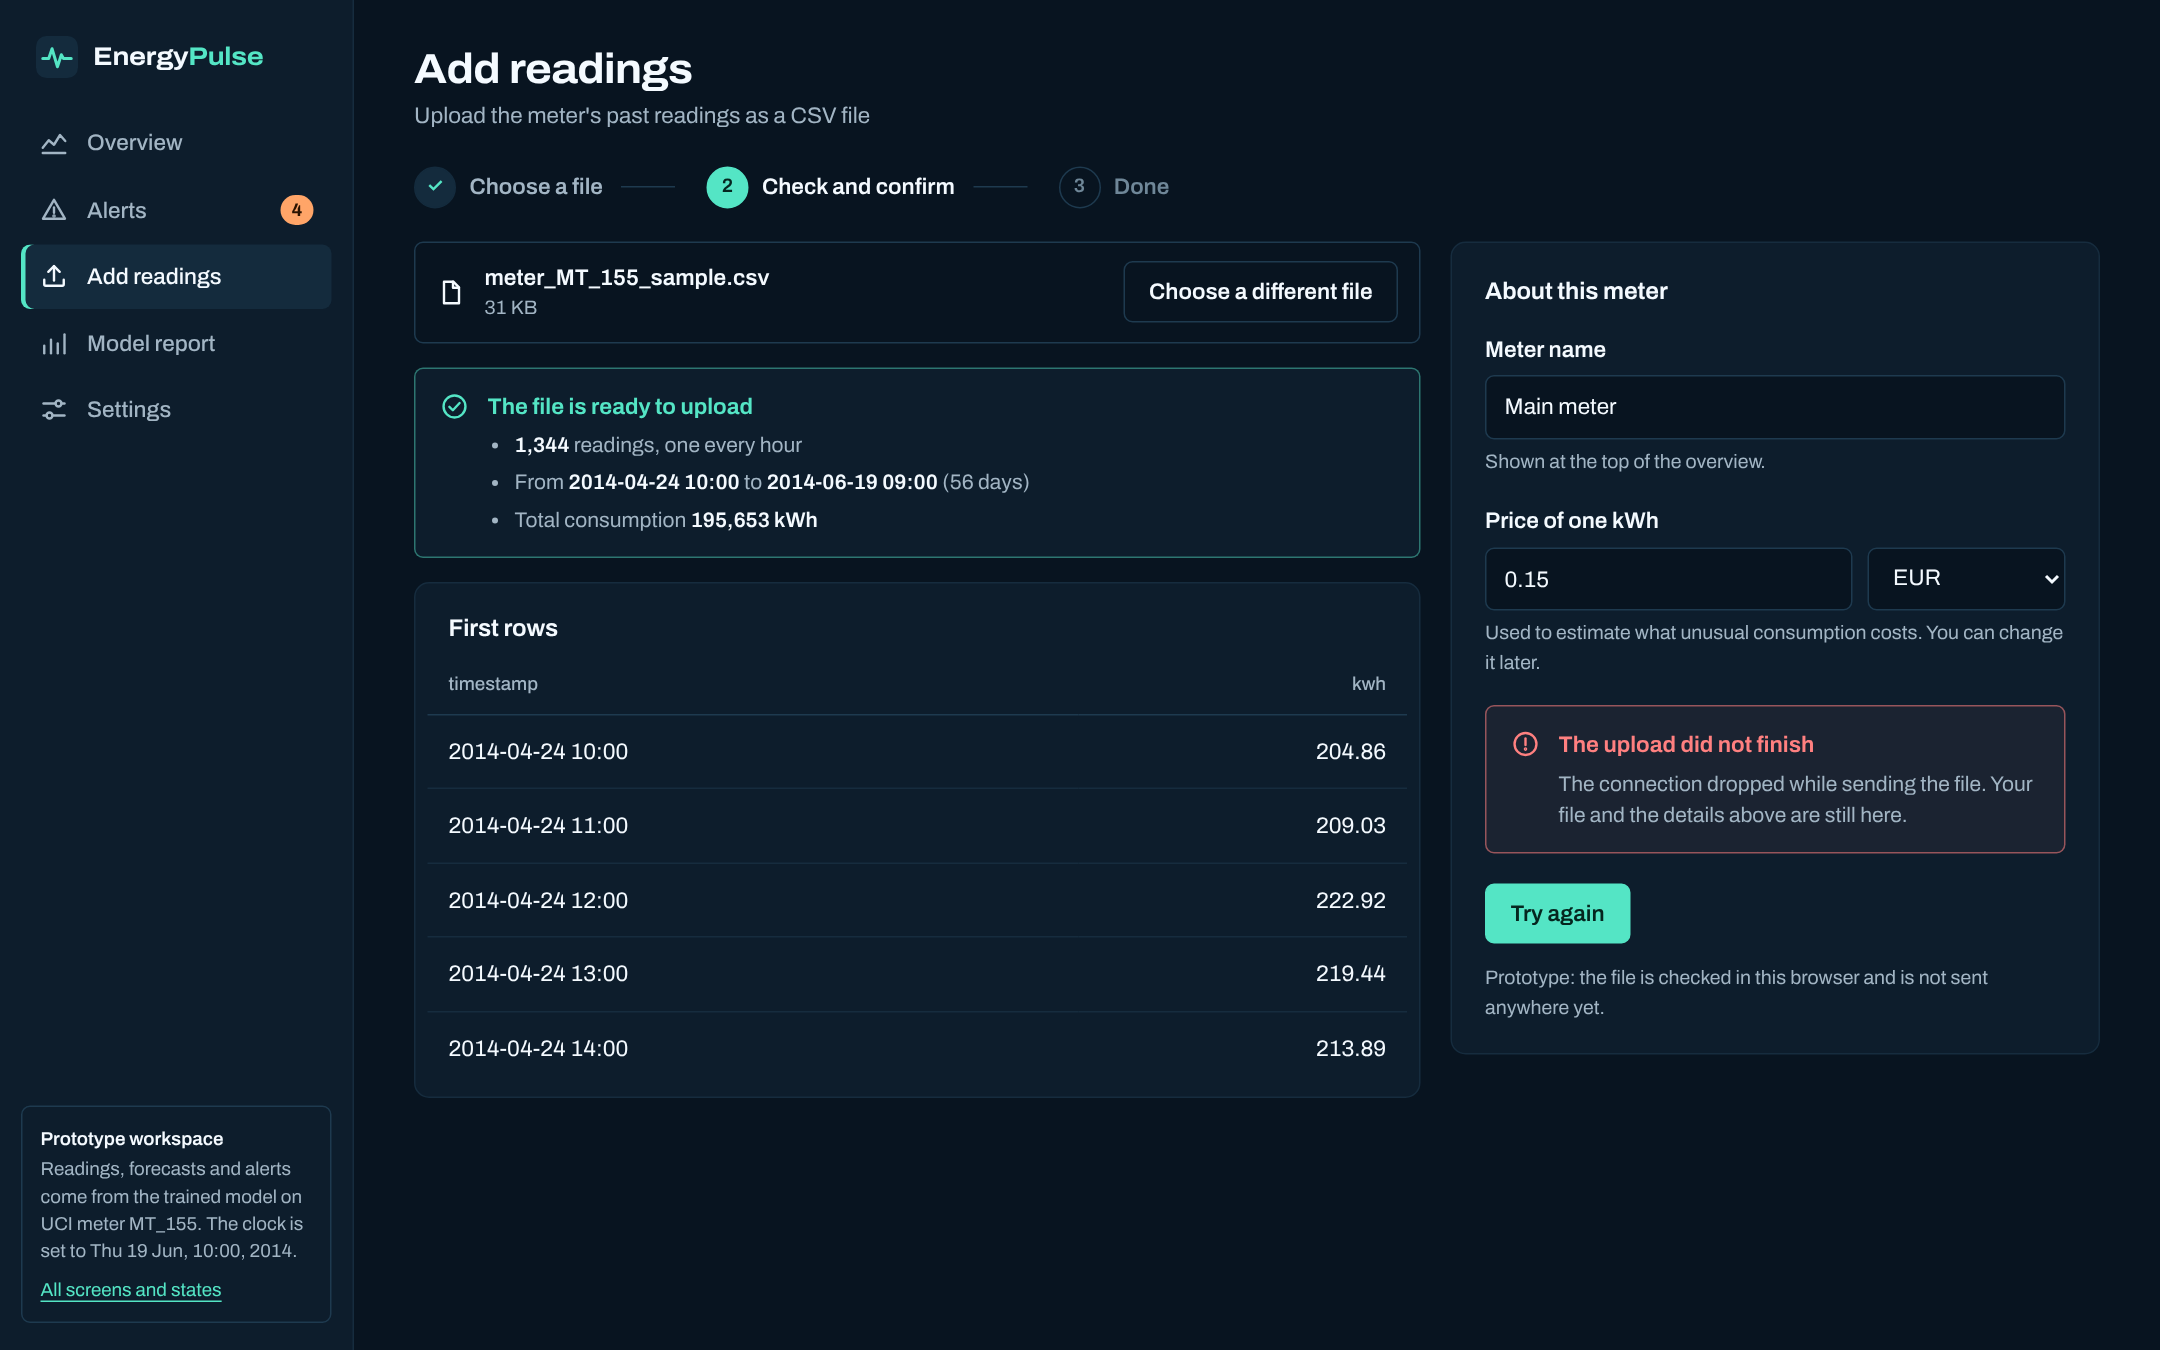 EnergyPulse
Overview
Alerts
4
Add readings
Model report
Settings
Prototype workspace
Readings, forecasts and alerts
come from the trained model on
UCI meter MT_155. The clock is
set to Thu 19 Jun, 10:00, 2014.
All screens and states
Add readings
Upload the meter's past readings as a CSV file
Choose a file
2 Check and confirm
3 Done
meter_MT_155_sample.csv
31 KB
Choose a different file
The file is ready to upload
• 1,344 readings, one every hour
• From 2014-04-24 10:00 to 2014-06-19 09:00 (56 days)
• Total consumption 195,653 kWh
First rows
timestamp kwh
2014-04-24 10:00 204.86
2014-04-24 11:00 209.03
2014-04-24 12:00 222.92
2014-04-24 13:00 219.44
2014-04-24 14:00 213.89
About this meter
Meter name
Main meter
Shown at the top of the overview.
Price of one kWh
0.15 EUR
Used to estimate what unusual consumption costs. You can change
it later.
The upload did not finish
The connection dropped while sending the file. Your
file and the details above are still here.
Try again
Prototype: the file is checked in this browser and is not sent
anywhere yet.